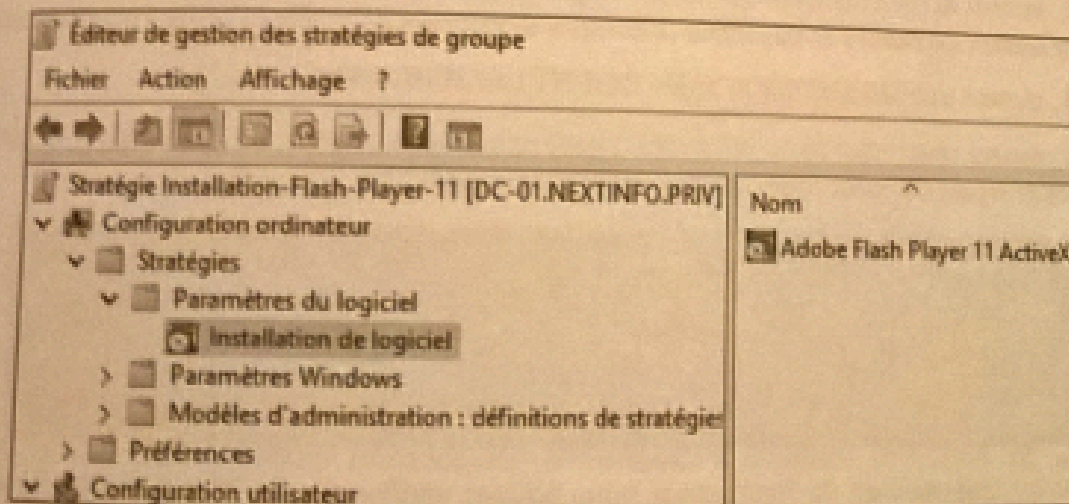 Éditeur de gestion des stratégies de groupe
Fichier Action Affichage ?
Stratégie Installation-Flash-Player-11 [DC-01.NEXTINFO.PRIV]
Configuration ordinateur
Stratégies
Paramètres du logiciel
Installation de logiciel
Paramètres Windows
Modèles d'administration : définitions de stratégies
Préférences
Configuration utilisateur
Nom
Adobe Flash Player 11 ActiveX